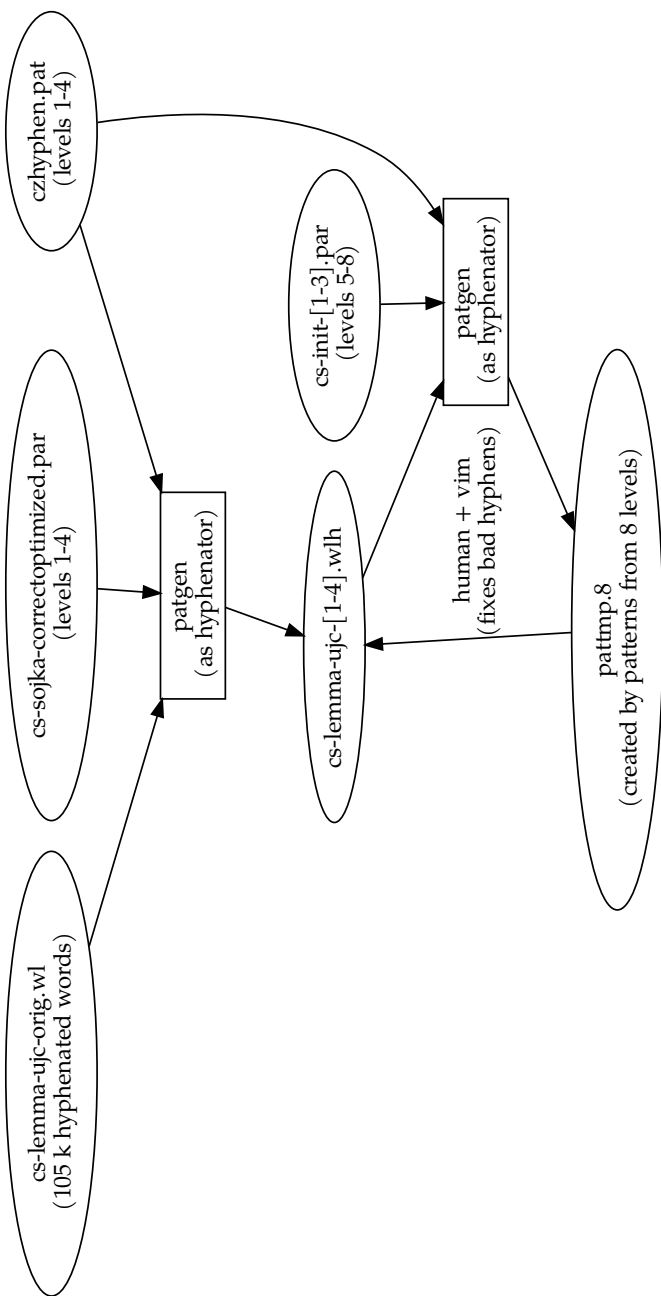 cs-lemma-ujc-orig.wl
(105 k hyphenated words)
cs-sojka-correctoptimized.par
(levels 1-4)
czhyphen.pat
(levels 1-4)
patgen
(as hyphenator)
cs-lemma-ujc-[1-4].wlh
cs-init-[1-3].par
(levels 5-8)
patgen
(as hyphenator)
human + vim
(fixes bad hyphens)
pattmp.8
(created by patterns from 8 levels)